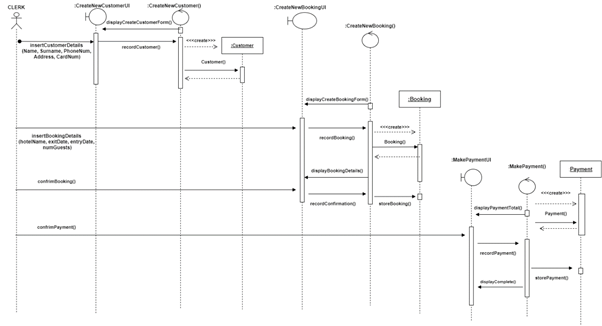 CLERK
:CreateNewCustomerUI
:CreateNewCustomer()
displayCreateCustomerForm()
insertCustomerDetails
(Name, Surname, PhoneNum,
Address, CardNum)
recordCustomer()
<<<create>>>
:Customer
Customer()
:CreateNewBookingUI
:CreateNewBooking()
displayCreateBookingForm()
:Booking
insertBookingDetails
(hotelName, exitDate, entryDate,
numGuests)
recordBooking()
<<<create>>>
Booking()
displayBookingDetails()
confrimBooking()
recordConfirmation()
storeBooking()
:MakePaymentUI
:MakePayment()
Payment
<<<create>>>
displayPaymentTotal()
Payment()
confrimPayment()
recordPayment()
storePayment()
displayComplete()